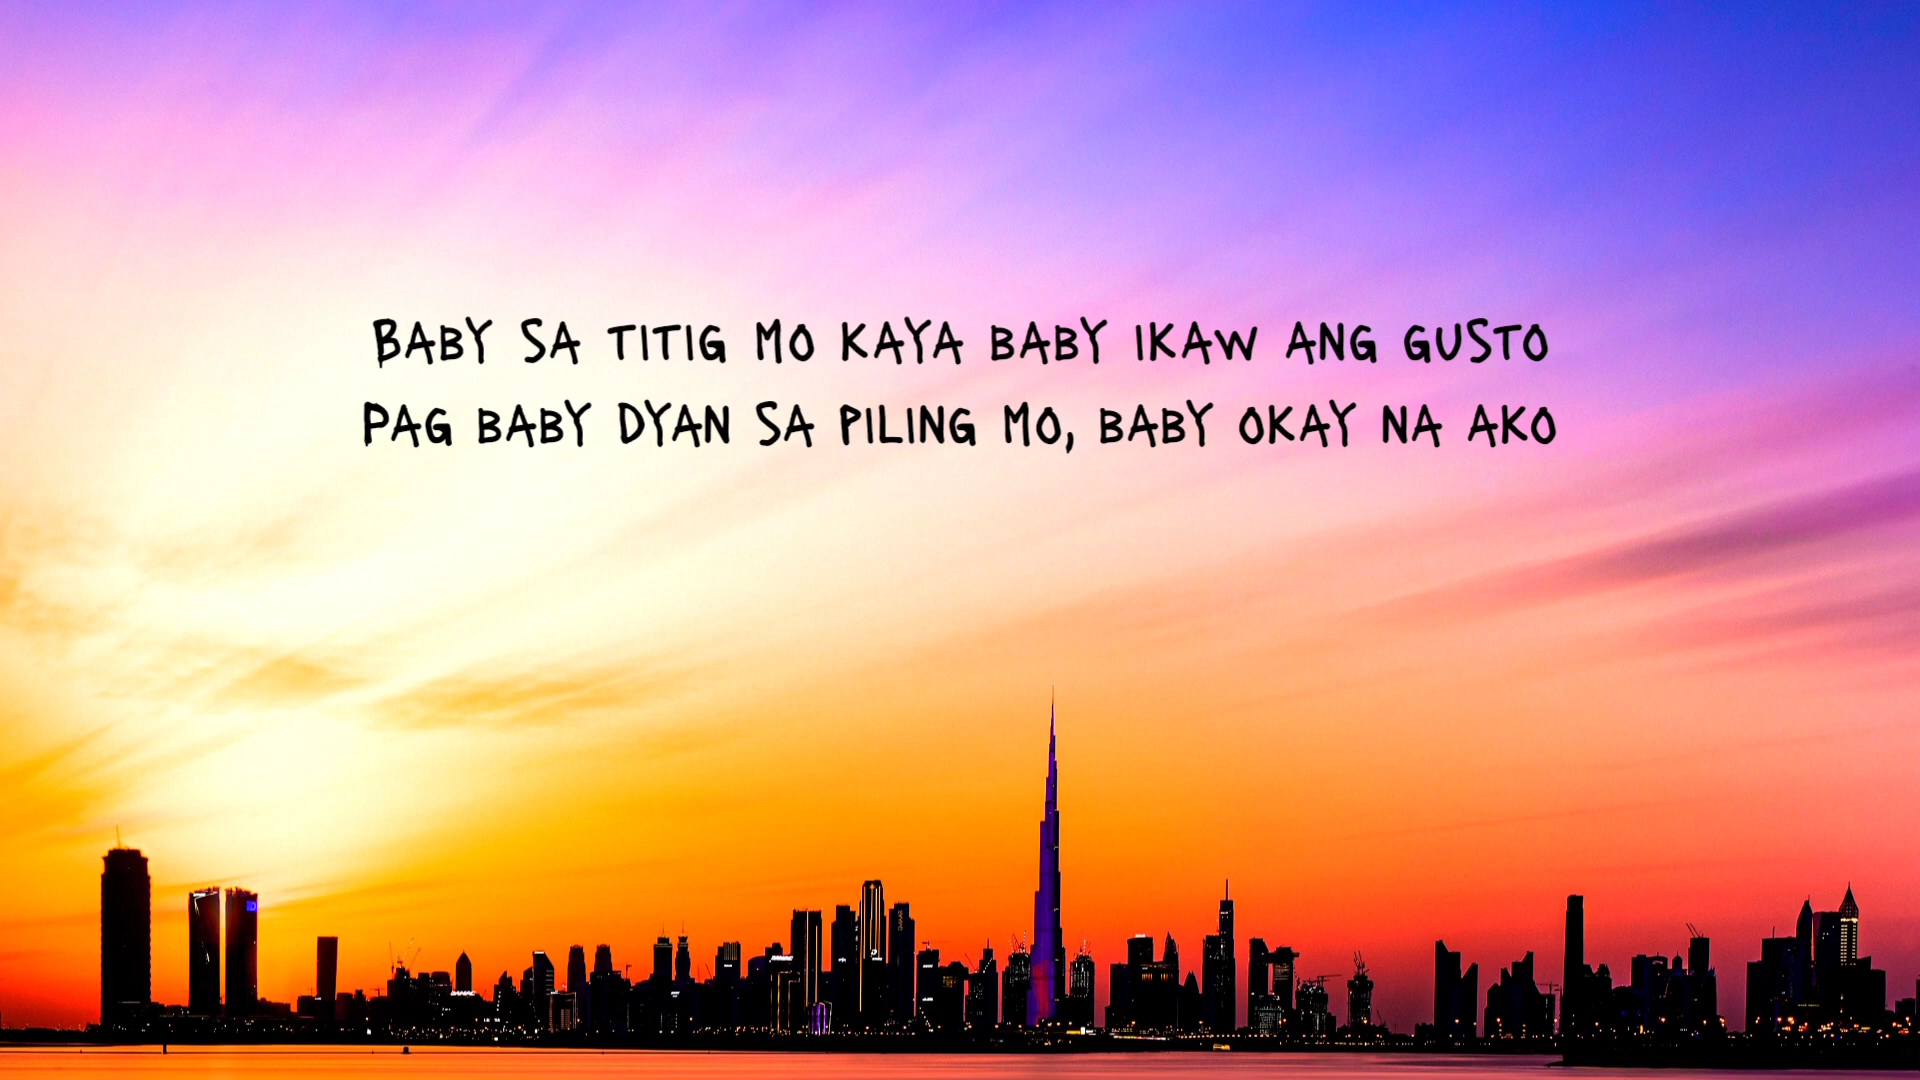 BABY SA TITIG MO KAYA BABY IKAW ANG GUSTO
PAG BABY DYAN SA PILING MO, BABY OKAY NA AKO